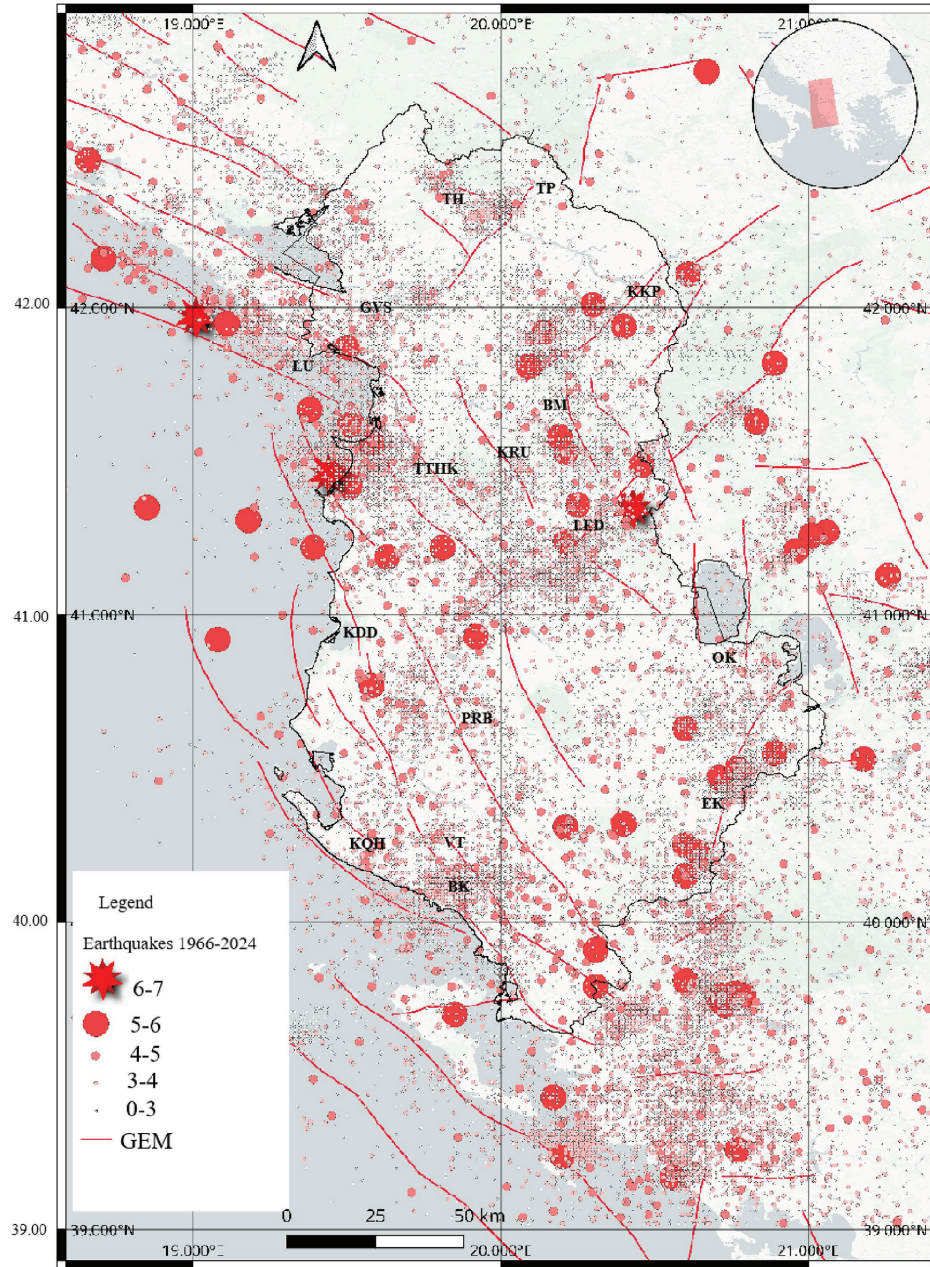 19.000°E 20.000°E 21.000°E
TH TP
KKP
42.00 42.000°N 42.000°N
GVS
LU
BM
KRU
TTHK
LED
41.00 41.000°N 41.000°N
KDD
OK
PRB
EK
KQH VT
BK
40.00 40.000°N
Legend
Earthquakes 1966-2024
6-7
5-6
4-5
3-4
0-3
GEM
0 25 50 km
39.00 39.000°N 39.000°N
19.000°E 20.000°E 21.000°E